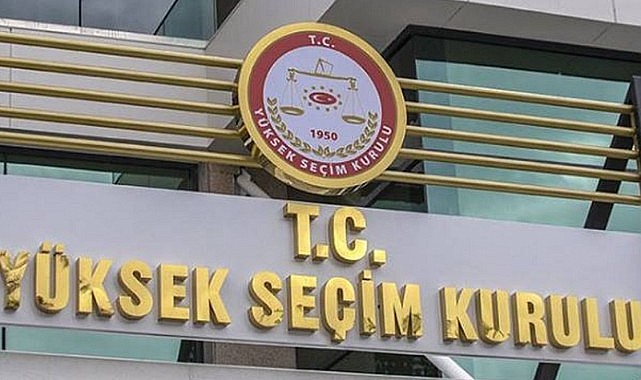 T.C.
YÜKSEK SEÇİM KURULU
1950
T.C.
YÜKSEK SEÇİM KURULU